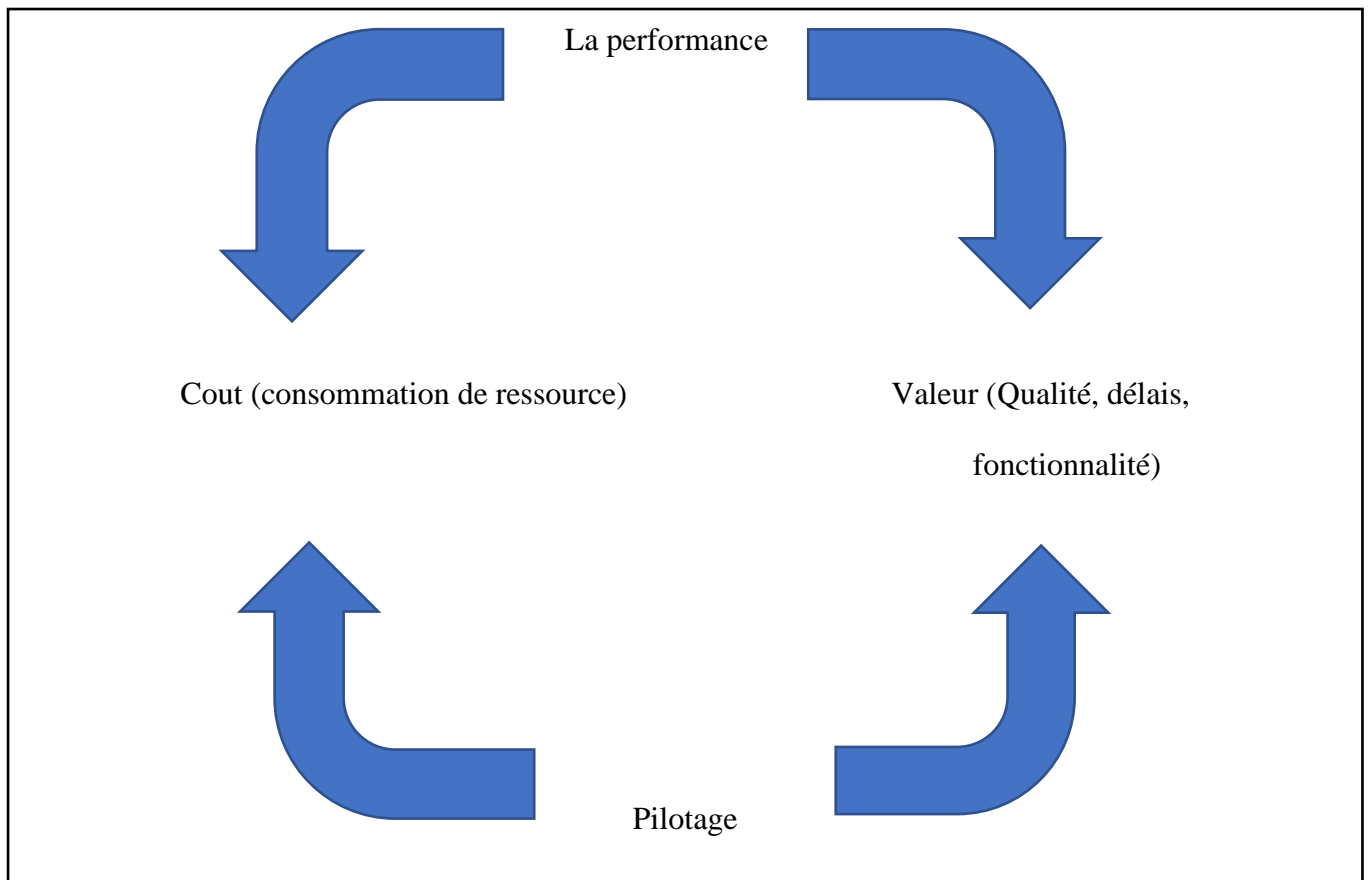 La performance
Cout (consommation de ressource)
Valeur (Qualité, délais,
fonctionnalité)
Pilotage